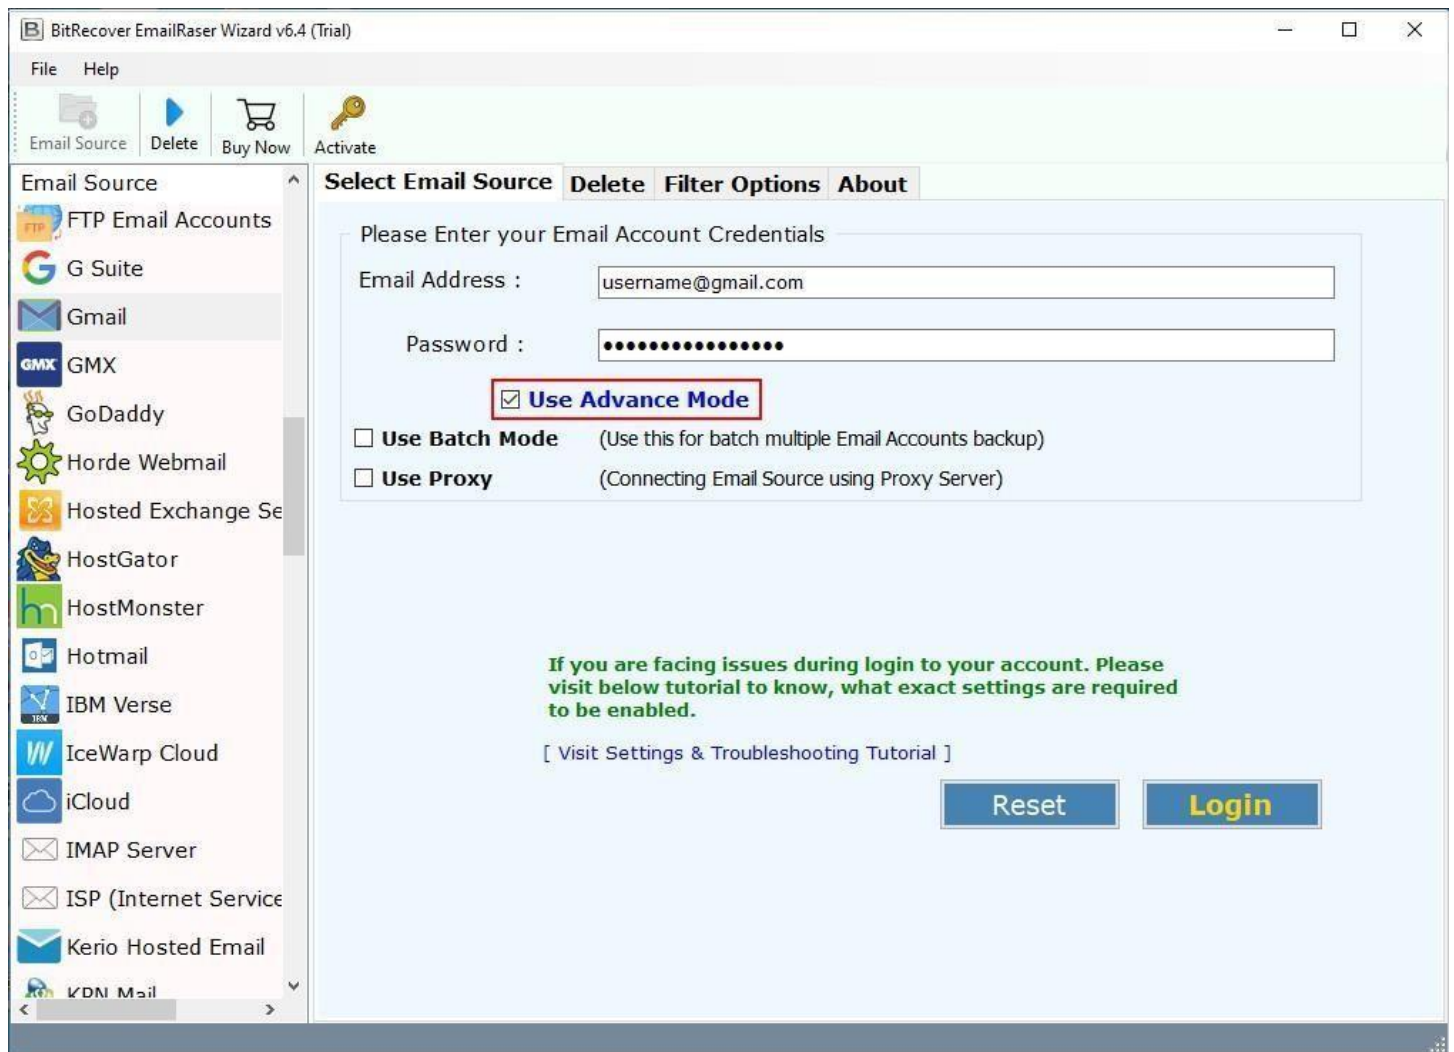 BitRecover EmailRaser Wizard v6.4 (Trial)
File Help
Email Source Delete Buy Now Activate
Email Source
FTP
FTP Email Accounts
G Suite
Gmail
GMX GMX
GoDaddy
Horde Webmail
Hosted Exchange Se
HostGator
HostMonster
Hotmail
IBM IBM Verse
IceWarp Cloud
iCloud
IMAP Server
ISP (Internet Service
Kerio Hosted Email
KPN Mail
Select Email Source Delete Filter Options About
Please Enter your Email Account Credentials
Email Address : username@gmail.com
Password : ••••••••••••••••
Use Advance Mode
Use Batch Mode (Use this for batch multiple Email Accounts backup)
Use Proxy (Connecting Email Source using Proxy Server)
If you are facing issues during login to your account. Please
visit below tutorial to know, what exact settings are required
to be enabled.
[ Visit Settings & Troubleshooting Tutorial ]
Reset Login